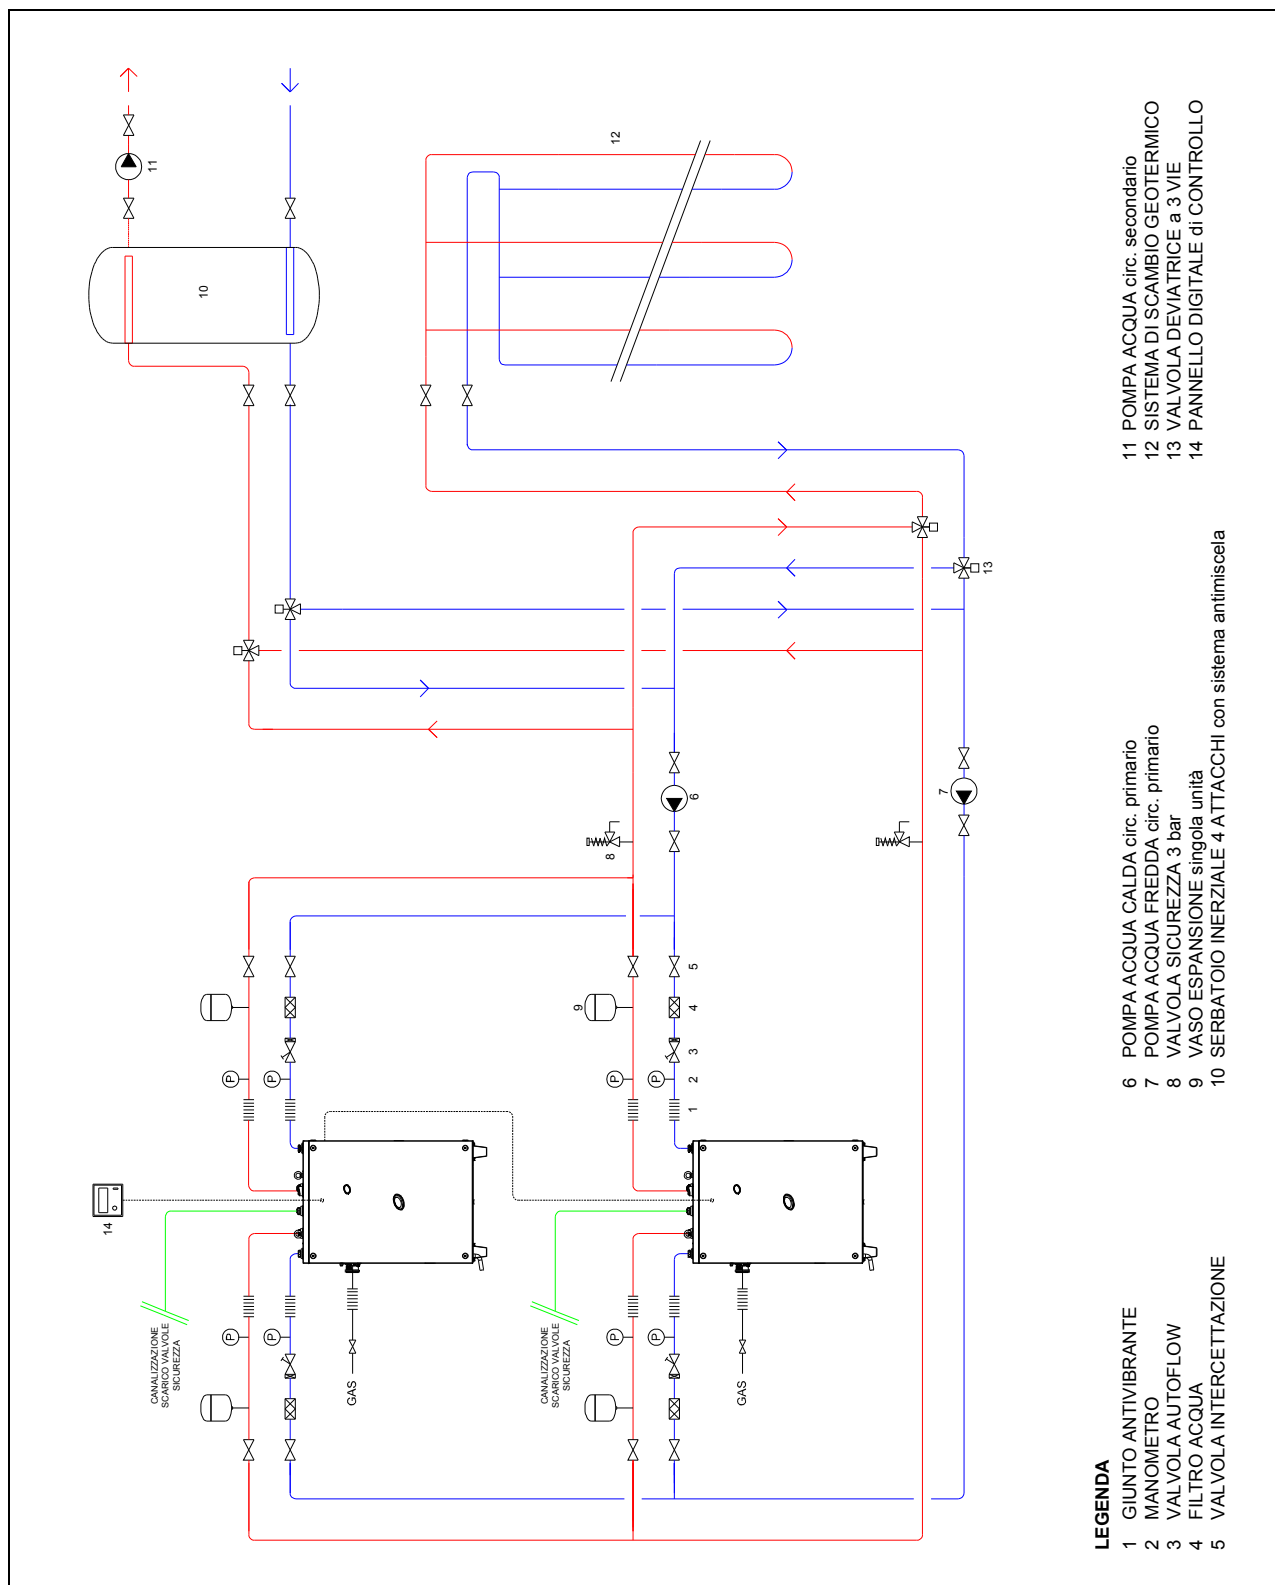 11
10
12
13
7
6
8
5
4
3
2
1
9
P
P
P
P
P
P
P
P
14
CANALIZZAZIONE
SCARICO VALVOLE
SICUREZZA
GAS
CANALIZZAZIONE
SCARICO VALVOLE
SICUREZZA
GAS
LEGENDA
1 GIUNTO ANTIVIBRANTE
2 MANOMETRO
3 VALVOLA AUTOFLOW
4 FILTRO ACQUA
5 VALVOLA INTERCETTAZIONE
6 POMPA ACQUA CALDA circ. primario
7 POMPA ACQUA FREDDA circ. primario
8 VALVOLA SICUREZZA 3 bar
9 VASO ESPANSIONE singola unità
10 SERBATOIO INERZIALE 4 ATTACCHI con sistema antimiscela
11 POMPA ACQUA circ. secondario
12 SISTEMA DI SCAMBIO GEOTERMICO
13 VALVOLA DEVIATRICE a 3 VIE
14 PANNELLO DIGITALE di CONTROLLO